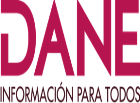 DANE
INFORMACIÓN PARA TODOS